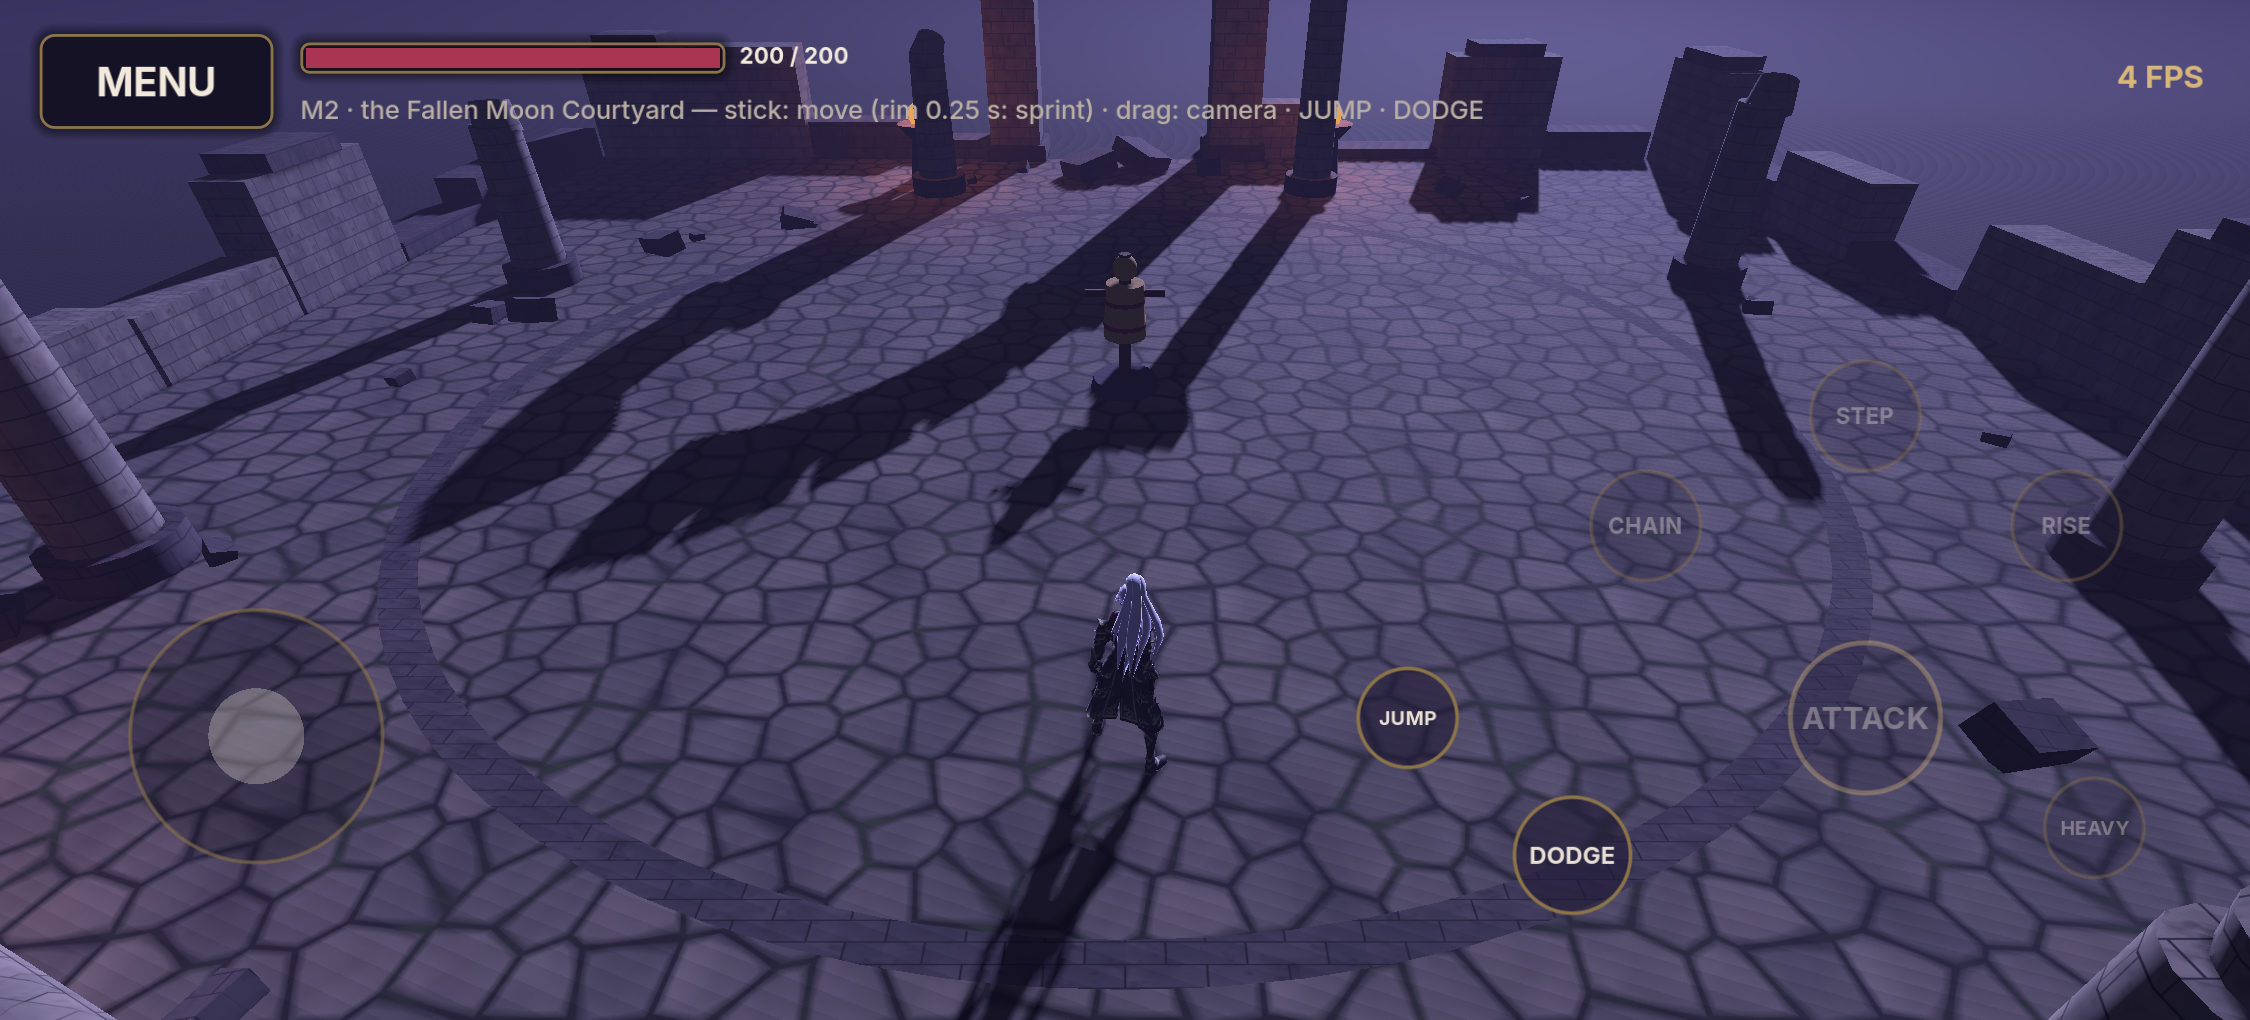 MENU
200 / 200
4 FPS
M2 · the Fallen Moon Courtyard — stick: move (rim 0.25 s: sprint) · drag: camera · JUMP · DODGE
STEP
CHAIN
RISE
JUMP
ATTACK
HEAVY
DODGE